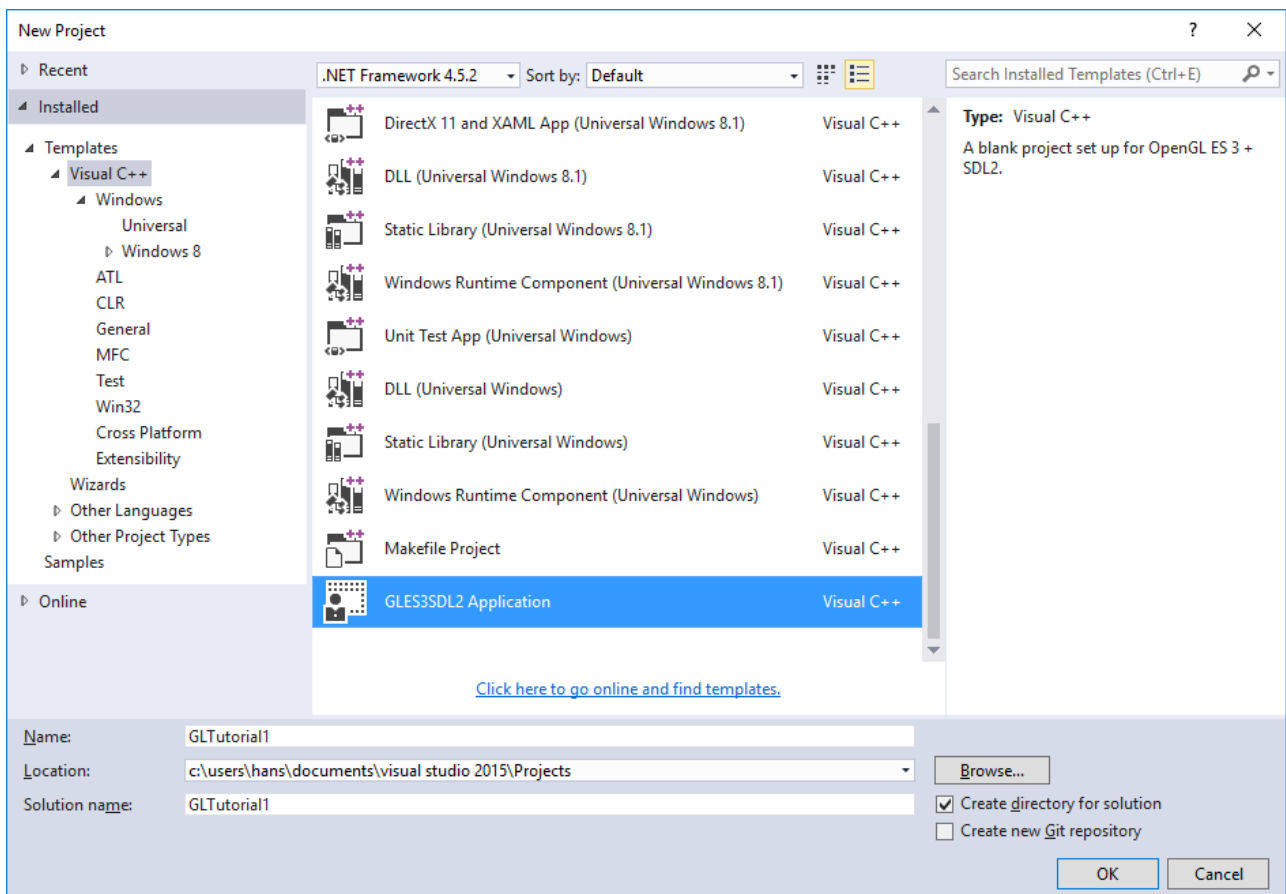 New Project
?
Recent
.NET Framework 4.5.2
Sort by: Default
Search Installed Templates (Ctrl+E)
Installed
Templates
Visual C++
Windows
Universal
Windows 8
ATL
CLR
General
MFC
Test
Win32
Cross Platform
Extensibility
Wizards
Other Languages
Other Project Types
Samples
Online
DirectX 11 and XAML App (Universal Windows 8.1) Visual C++
DLL (Universal Windows 8.1) Visual C++
Static Library (Universal Windows 8.1) Visual C++
Windows Runtime Component (Universal Windows 8.1) Visual C++
Unit Test App (Universal Windows) Visual C++
DLL (Universal Windows) Visual C++
Static Library (Universal Windows) Visual C++
Windows Runtime Component (Universal Windows) Visual C++
Makefile Project Visual C++
GLES3SDL2 Application Visual C++
Click here to go online and find templates.
Type: Visual C++
A blank project set up for OpenGL ES 3 +
SDL2.
Name: GLTutorial1
Location: c:\users\hans\documents\visual studio 2015\Projects
Browse...
Solution name: GLTutorial1
Create directory for solution
Create new Git repository
OK Cancel